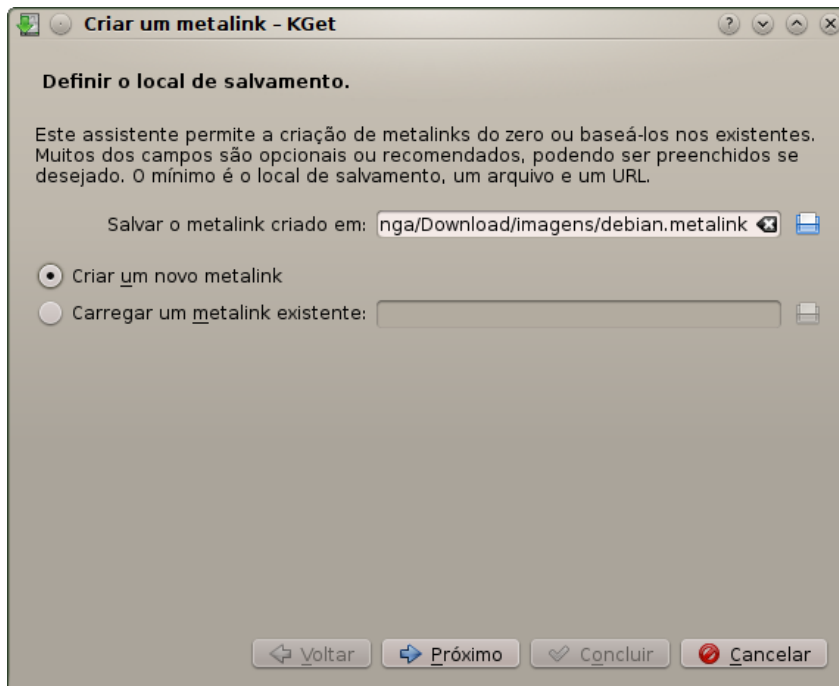 Criar um metalink – KGet
Definir o local de salvamento.
Este assistente permite a criação de metalinks do zero ou baseá-los nos existentes.
Muitos dos campos são opcionais ou recomendados, podendo ser preenchidos se
desejado. O mínimo é o local de salvamento, um arquivo e um URL.
Salvar o metalink criado em: nga/Download/imagens/debian.metalink
Criar um novo metalink
Carregar um metalink existente:
Voltar Próximo Concluir Cancelar